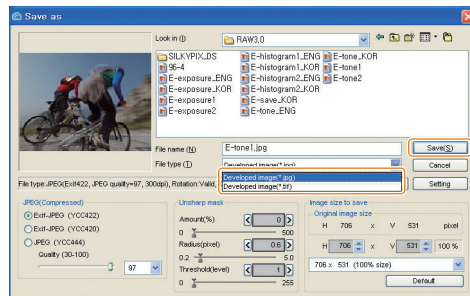 Save as
Look in (I)
RAW3.0
SILKYPIX_DS
96-4
E-exposure_ENG
E-exposure_KOR
E-exposure1
E-exposure2
E-histogram1_ENG
E-histogram1_KOR
E-histogram2_ENG
E-histogram2_KOR
E-save_KOR
E-tone_ENG
E-tone_KOR
E-tone1
E-tone2
File name (N)
E-tone1.jpg
Save(S)
File type (T)
Developed image(*.jpg)
Cancel
Developed image(*.jpg)
Developed image(*.tif)
File type:JPEG(Exif422, JPEG quality=97, 300dpi), Rotation:Valid,
Setting
JPEG(Compressed)
Exif-JPEG (YCC422)
Exif-JPEG (YCC420)
JPEG (YCC444)
Quality (30-100)
97
Unsharp mask
Amount(%)
0
0
500
Radius(pixel)
0.6
0.2
5.0
Threshold(level)
1
0
255
Image size to save
Original image size
H 706 x V 531 pixel
H 706 x V 531 100 %
706 x 531 (100% size)
Default